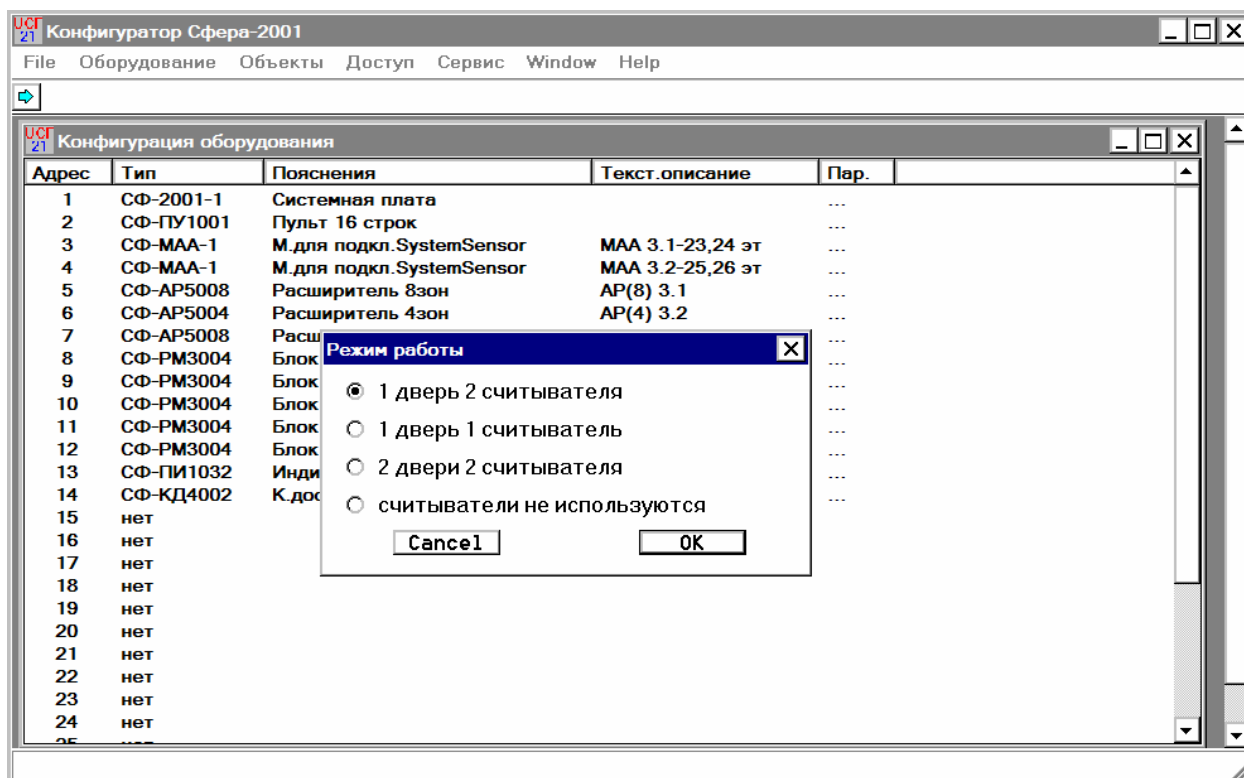 УСГ 21 Конфигуратор Сфера-2001
File Оборудование Объекты Доступ Сервис Window Help
УСГ 21 Конфигурация оборудования
Адрес Тип Пояснения Текст.описание Пар.
1 СФ-2001-1 Системная плата ...
2 СФ-ПУ1001 Пульт 16 строк ...
3 СФ-МАА-1 М.для подкл.SystemSensor МАА 3.1-23,24 эт ...
4 СФ-МАА-1 М.для подкл.SystemSensor МАА 3.2-25,26 эт ...
5 СФ-АР5008 Расширитель 8зон АР(8) 3.1 ...
6 СФ-АР5004 Расширитель 4зон АР(4) 3.2 ...
7 СФ-АР5008 Расш ...
8 СФ-РМ3004 Блок ...
9 СФ-РМ3004 Блок ...
10 СФ-РМ3004 Блок ...
11 СФ-РМ3004 Блок ...
12 СФ-РМ3004 Блок ...
13 СФ-ПИ1032 Инди ...
14 СФ-КД4002 К.дос ...
15 нет
16 нет
17 нет
18 нет
19 нет
20 нет
21 нет
22 нет
23 нет
24 нет
Режим работы
1 дверь 2 считывателя
1 дверь 1 считыватель
2 двери 2 считывателя
считыватели не используются
Cancel OK